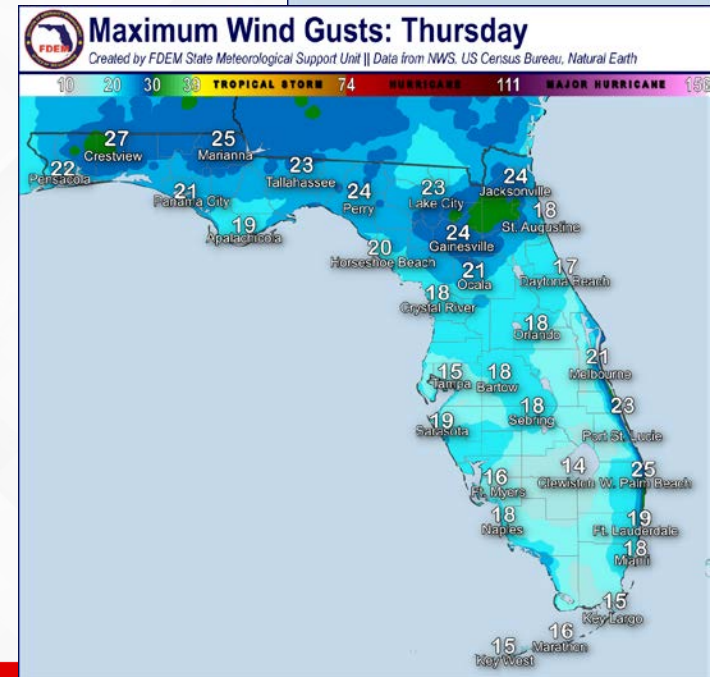 Maximum Wind Gusts: Thursday
FDEM
Created by FDEM State Meteorological Support Unit || Data from NWS, US Census Bureau, Natural Earth
10 20 30 39 TROPICAL STORM 74 HURRICANE 111 MAJOR HURRICANE
27
Crestview
25
Marianna
22
Pensacola
23
Tallahassee
24
Jacksonville
21
Panama City
24
Perry
23
Lake City
18
St. Augustine
19
Apalachicola
24
Gainesville
20
Horseshoe Beach
21
Ocala
17
Daytona Beach
18
Crystal River
18
Orlando
21
Melbourne
15
Tampa
18
Bartow
19
Sarasota
18
Sebring
23
Port St. Lucie
14
Clewiston
25
W. Palm Beach
16
Ft. Myers
18
Naples
19
Ft. Lauderdale
18
Miami
15
Key Largo
16
Marathon
15
Key West